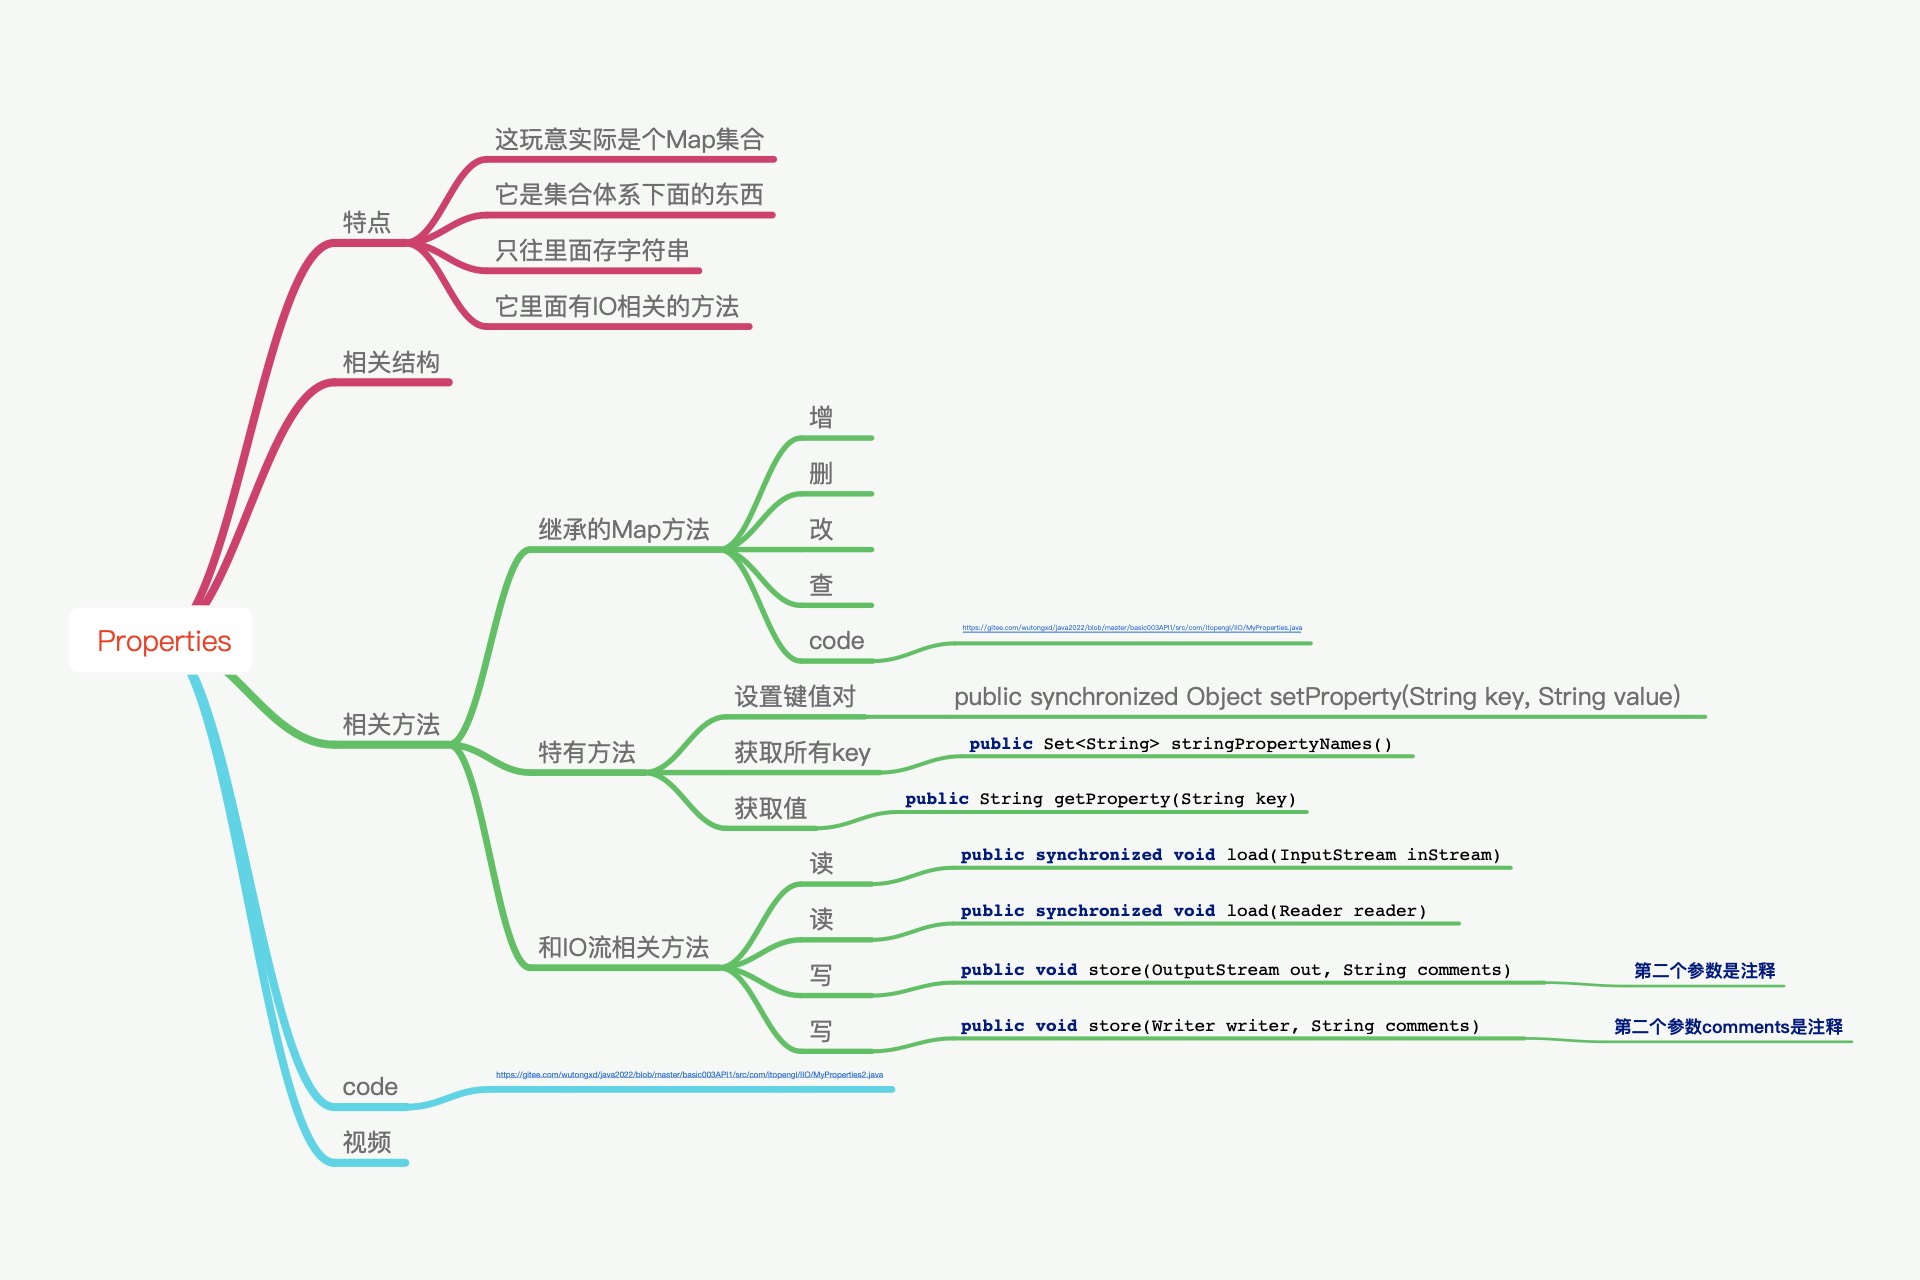 这玩意实际是个Map集合
它是集合体系下面的东西
特点
只往里面存字符串
它里面有IO相关的方法
相关结构
增
删
继承的Map方法
改
查
code
https://gitee.com/wutongxd/java2022/blob/master/basic003API1/src/com/itopengl/IIO/MyProperties.java
Properties
设置键值对
public synchronized Object setProperty(String key, String value)
相关方法
特有方法
获取所有key
public Set<String> stringPropertyNames()
获取值
public String getProperty(String key)
读
public synchronized void load(InputStream inStream)
读
public synchronized void load(Reader reader)
和IO流相关方法
写
public void store(OutputStream out, String comments)
第二个参数是注释
写
public void store(Writer writer, String comments)
第二个参数comments是注释
code
https://gitee.com/wutongxd/java2022/blob/master/basic003API1/src/com/itopengl/IIO/MyProperties2.java
视频